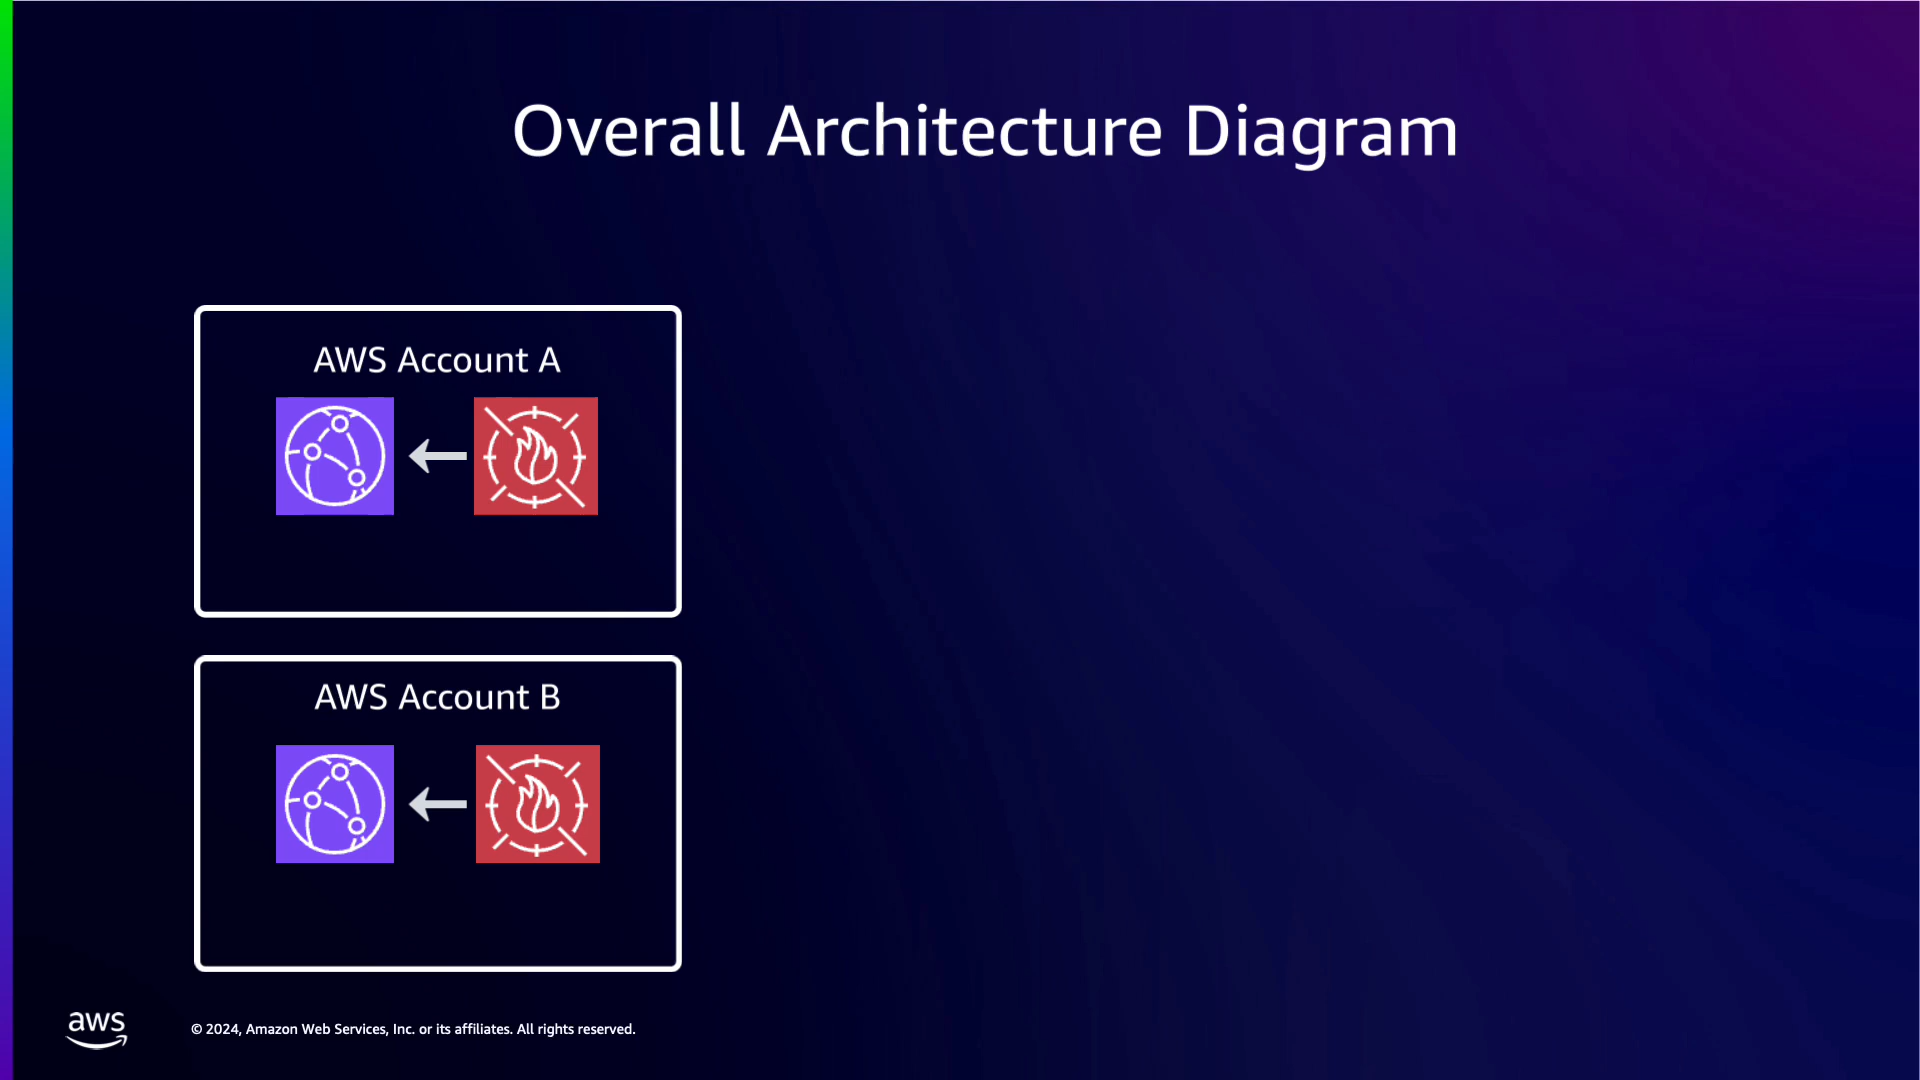 Overall Architecture Diagram
AWS Account A
AWS Account B
aws
© 2024, Amazon Web Services, Inc. or its affiliates. All rights reserved.